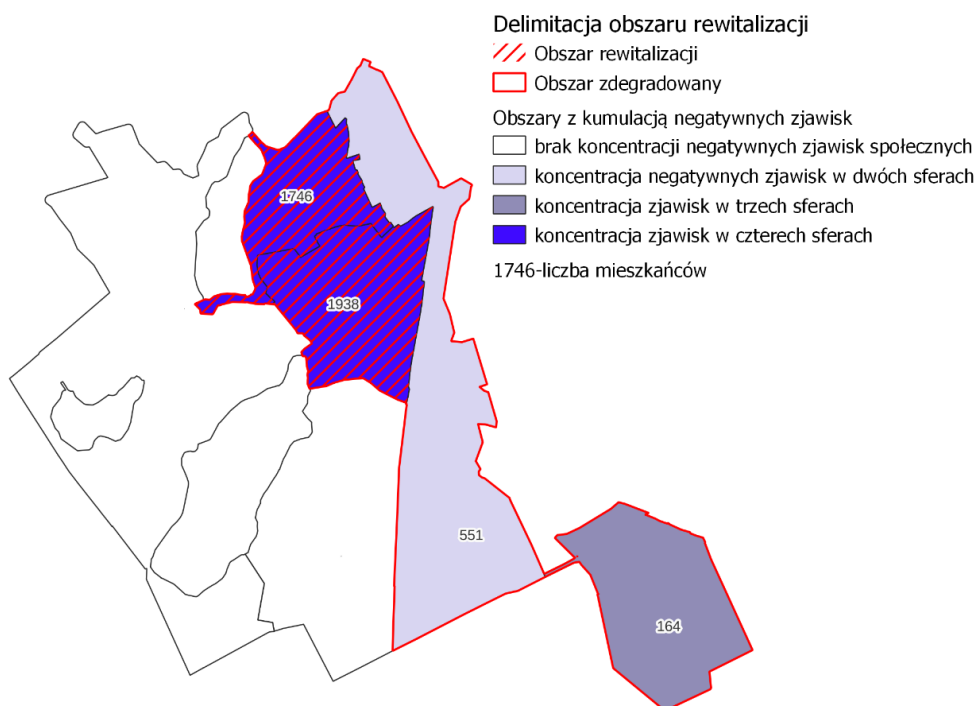 Delimitacja obszaru rewitalizacji
Obszar rewitalizacji
Obszar zdegradowany
Obszary z kumulacją negatywnych zjawisk
brak koncentracji negatywnych zjawisk społecznych
koncentracja negatywnych zjawisk w dwóch sferach
koncentracja zjawisk w trzech sferach
koncentracja zjawisk w czterech sferach
1746-liczba mieszkańców
1746
1938
551
164